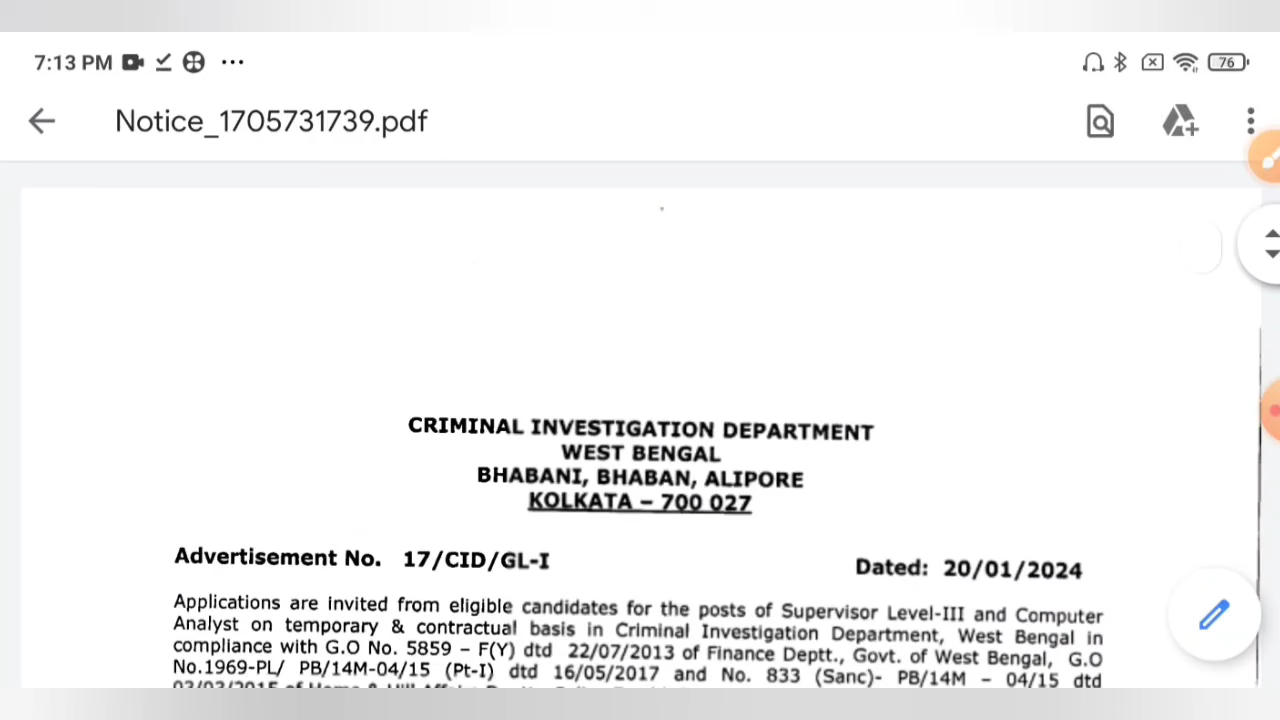 7:13 PM
76
Notice_1705731739.pdf
CRIMINAL INVESTIGATION DEPARTMENT
WEST BENGAL
BHABANI, BHABAN, ALIPORE
KOLKATA – 700 027
Advertisement No. 17/CID/GL-I Dated: 20/01/2024
Applications are invited from eligible candidates for the posts of Supervisor Level-III and Computer
Analyst on temporary & contractual basis in Criminal Investigation Department, West Bengal in
compliance with G.O No. 5859 – F(Y) dtd 22/07/2013 of Finance Deptt., Govt. of West Bengal, G.O
No.1969-PL/ PB/14M-04/15 (Pt-I) dtd 16/05/2017 and No. 833 (Sanc)- PB/14M – 04/15 dtd